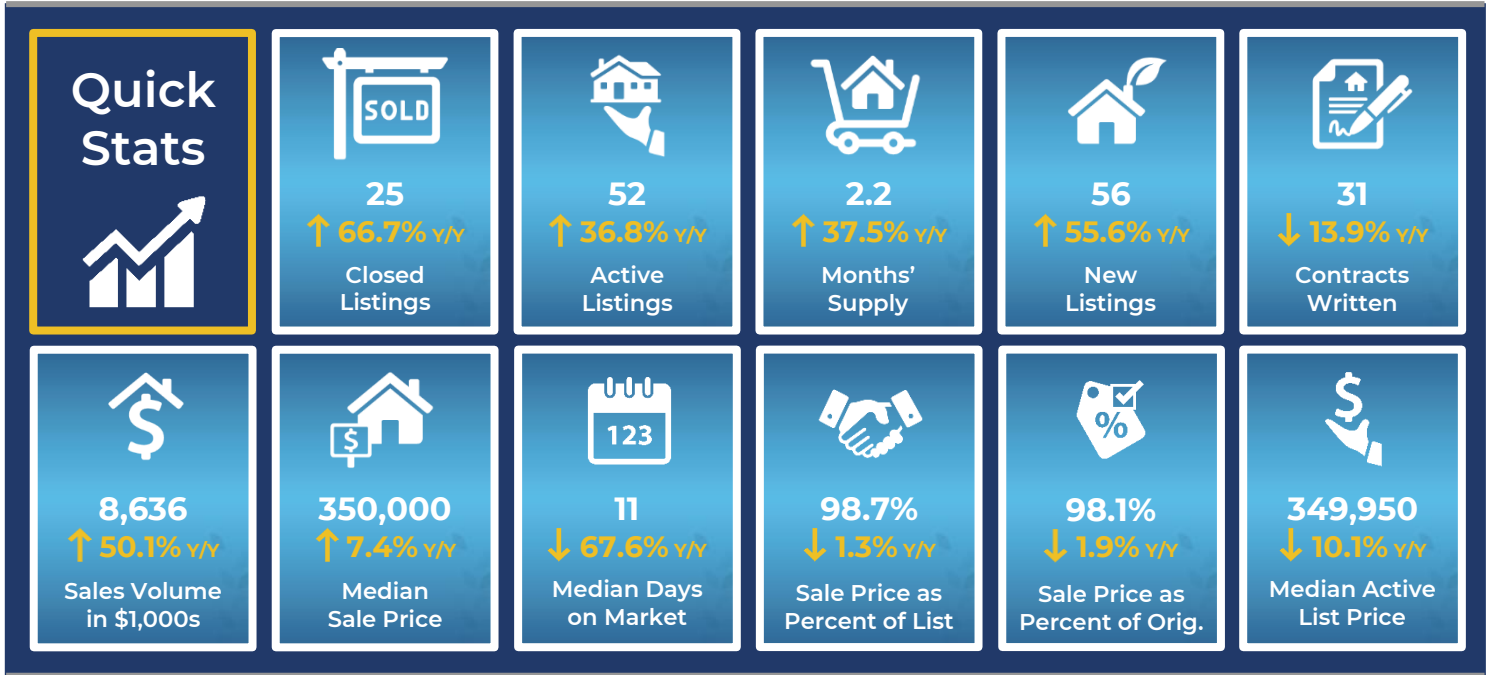 Quick
Stats
SOLD
25
↑ 66.7% Y/Y
Closed
Listings
52
↑ 36.8% Y/Y
Active
Listings
2.2
↑ 37.5% Y/Y
Months’
Supply
56
↑ 55.6% Y/Y
New
Listings
31
↓ 13.9% Y/Y
Contracts
Written
$
8,636
↑ 50.1% Y/Y
Sales Volume
in $1,000s
$
350,000
↑ 7.4% Y/Y
Median
Sale Price
123
11
↓ 67.6% Y/Y
Median Days
on Market
98.7%
↓ 1.3% Y/Y
Sale Price as
Percent of List
%
98.1%
↓ 1.9% Y/Y
Sale Price as
Percent of Orig.
$
349,950
↓ 10.1% Y/Y
Median Active
List Price